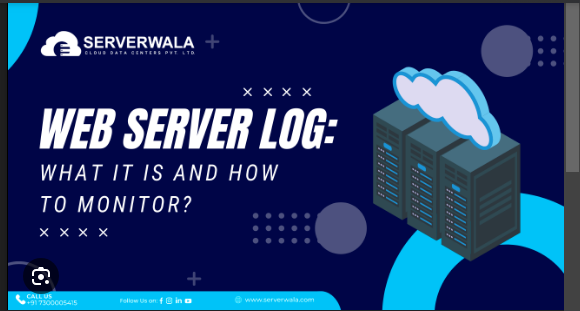 SERVERWALA
CLOUD DATA CENTERS PVT. LTD
WEB SERVER LOG:
WHAT IT IS AND HOW
TO MONITOR?
CALL US
+91 7300005415
Follow Us on:
www.serverwala.com